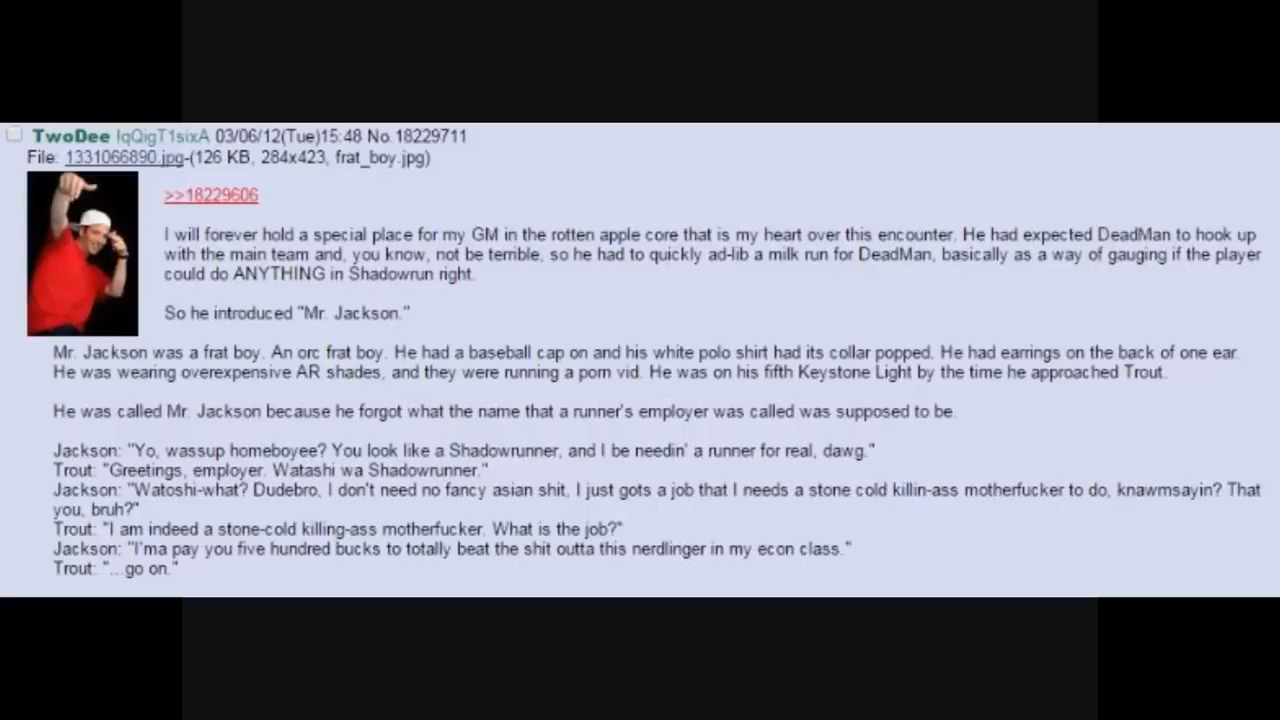 TwoDee IqQigT1sixA 03/06/12(Tue)15:48 No.18229711
File: 1331066890.jpg-(126 KB, 284x423, frat_boy.jpg)
>>18229606
I will forever hold a special place for my GM in the rotten apple core that is my heart over this encounter. He had expected DeadMan to hook up
with the main team and, you know, not be terrible, so he had to quickly ad-lib a milk run for DeadMan, basically as a way of gauging if the player
could do ANYTHING in Shadowrun right.
So he introduced "Mr. Jackson."
Mr. Jackson was a frat boy. An orc frat boy. He had a baseball cap on and his white polo shirt had its collar popped. He had earrings on the back of one ear.
He was wearing overexpensive AR shades, and they were running a porn vid. He was on his fifth Keystone Light by the time he approached Trout.
He was called Mr. Jackson because he forgot what the name that a runner's employer was called was supposed to be.
Jackson: "Yo, wassup homeboyee? You look like a Shadowrunner, and I be needin' a runner for real, dawg."
Trout: "Greetings, employer. Watashi wa Shadowrunner."
Jackson: "Watoshi-what? Dudebro, I don't need no fancy asian shit, I just gots a job that I needs a stone cold killin-ass motherfucker to do, knawmsayin? That
you, bruh?"
Trout: "I am indeed a stone-cold killing-ass motherfucker. What is the job?"
Jackson: "I'ma pay you five hundred bucks to totally beat the shit outta this nerdlinger in my econ class."
Trout: "...go on."